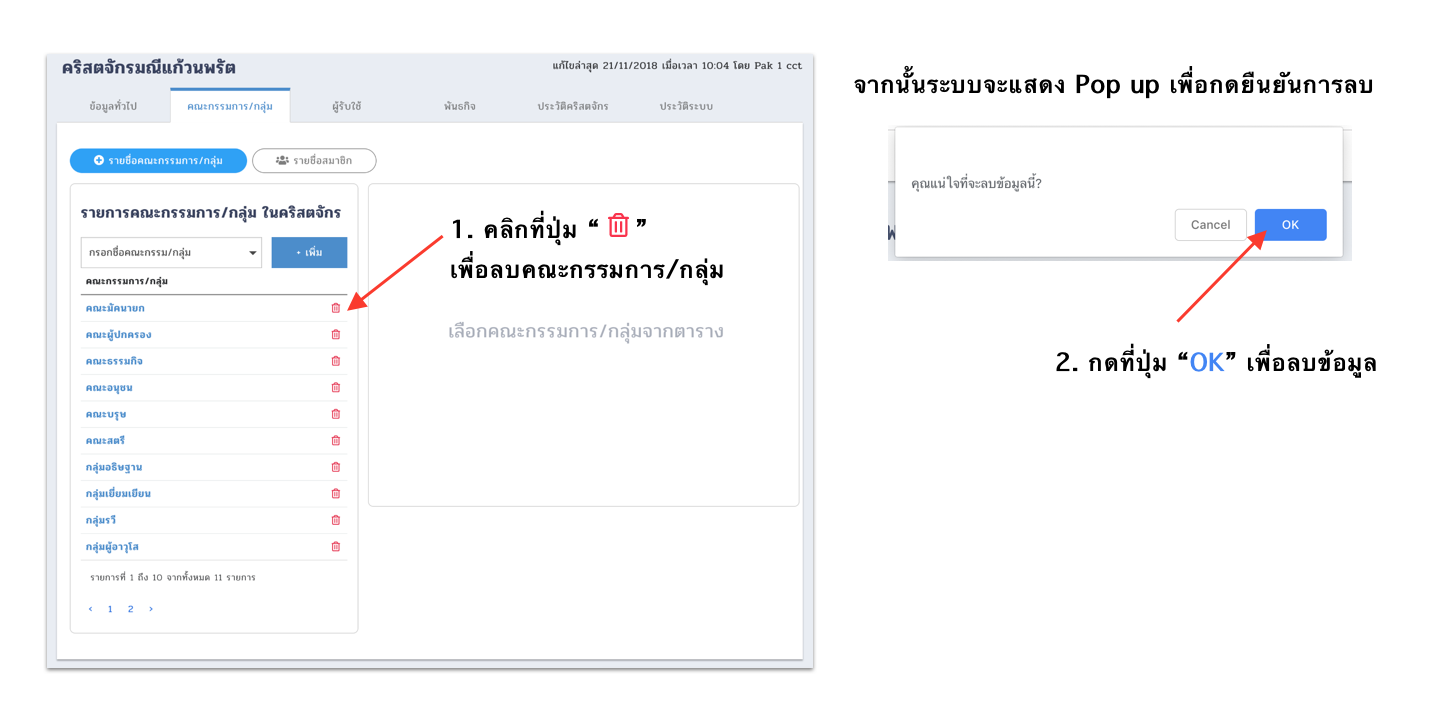 คริสตจักรมณีแก้วนพรัต
แก้ไขล่าสุด 21/11/2018 เมื่อเวลา 10:04 โดย Pak 1 cct
ข้อมูลทั่วไป
คณะกรรมการ/กลุ่ม
ผู้รับใช้
พันธกิจ
ประวัติคริสตจักร
ประวัติระบบ
รายชื่อคณะกรรมการ/กลุ่ม
รายชื่อสมาชิก
รายการคณะกรรมการ/กลุ่ม ในคริสตจักร
กรอกชื่อคณะกรรม/กลุ่ม
+ เพิ่ม
คณะกรรมการ/กลุ่ม
คณะมัคนายก
คณะผู้ปกครอง
คณะธรรมกิจ
คณะอนุชน
คณะบุรุษ
คณะสตรี
กลุ่มอธิษฐาน
กลุ่มเยี่ยมเยียน
กลุ่มรวี
กลุ่มผู้อาวุโส
รายการที่ 1 ถึง 10 จากทั้งหมด 11 รายการ
‹ 1 2 ›
1. คลิกที่ปุ่ม “ ”
เพื่อลบคณะกรรมการ/กลุ่ม
เลือกคณะกรรมการ/กลุ่มจากตาราง
จากนั้นระบบจะแสดง Pop up เพื่อกดยืนยันการลบ
คุณแน่ใจที่จะลบข้อมูลนี้?
Cancel
OK
2. กดที่ปุ่ม “OK” เพื่อลบข้อมูล